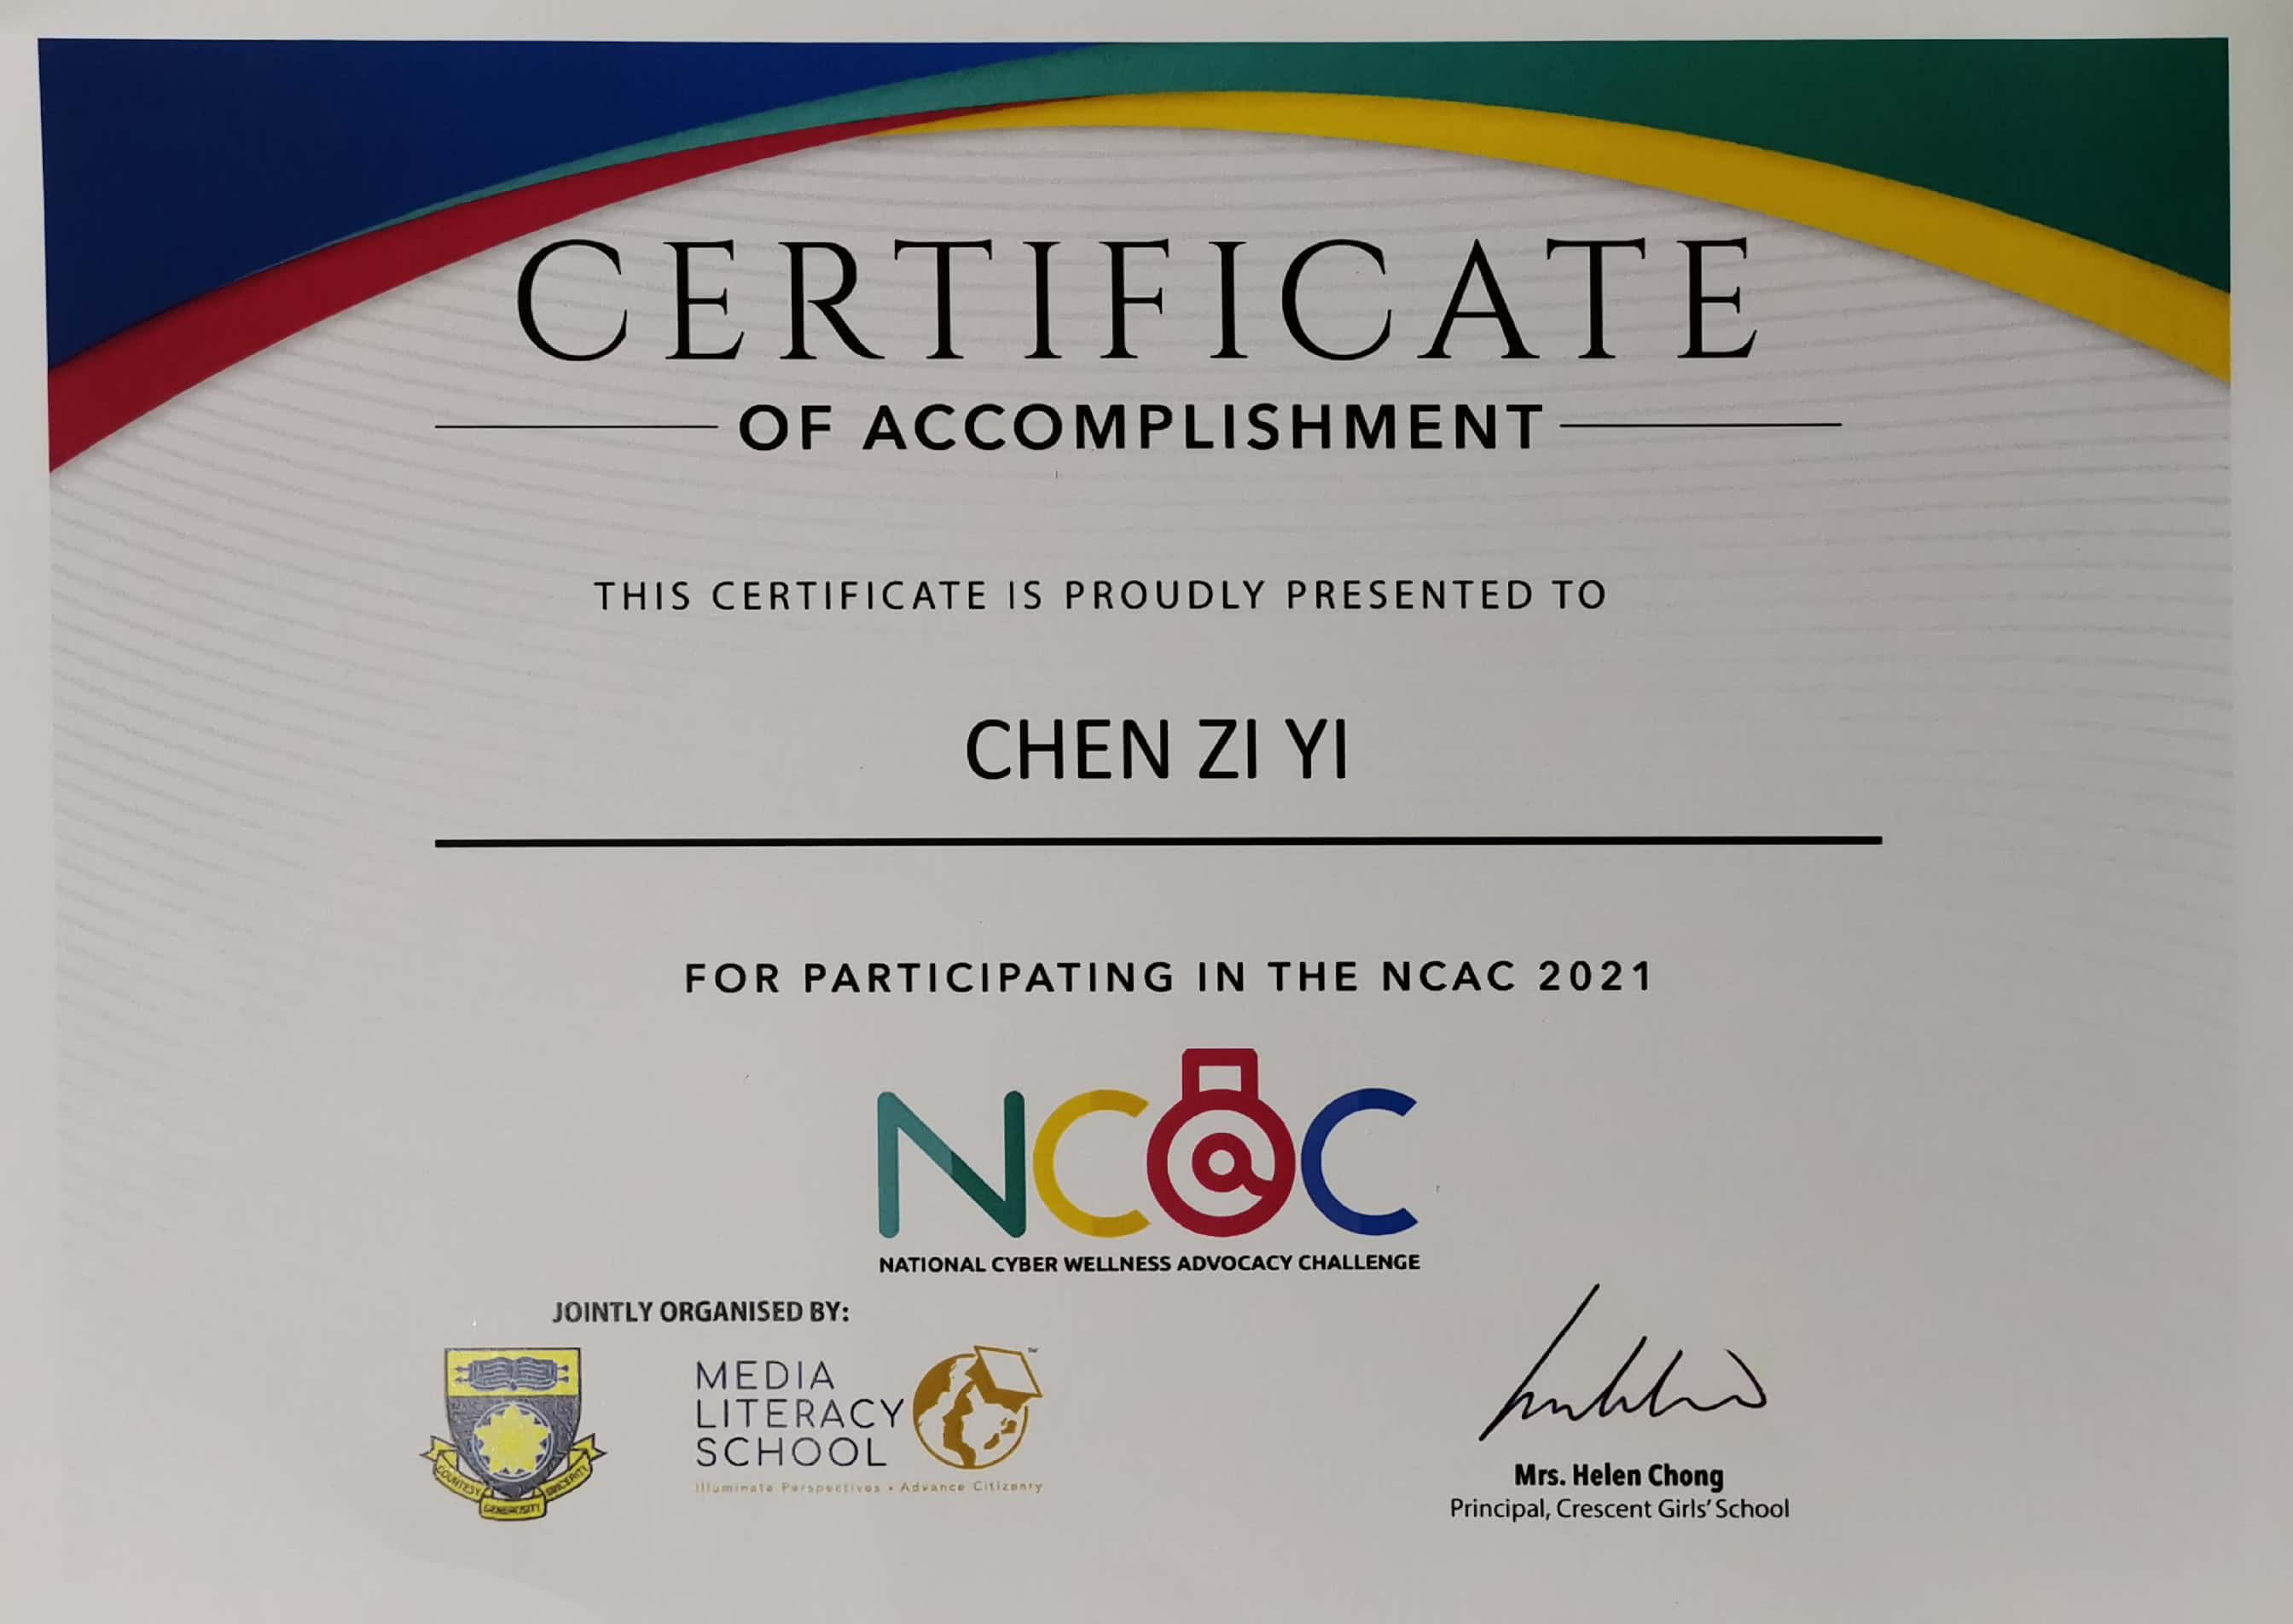 CERTIFICATE
OF ACCOMPLISHMENT
THIS CERTIFICATE IS PROUDLY PRESENTED TO
CHEN ZI YI
FOR PARTICIPATING IN THE NCAC 2021
NC@C
NATIONAL CYBER WELLNESS ADVOCACY CHALLENGE
JOINTLY ORGANISED BY:
COURTESY GENEROSITY SINCERITY
MEDIA
LITERACY
SCHOOL
TM
Illuminate Perspectives • Advance Citizenry
Mrs. Helen Chong
Principal, Crescent Girls' School